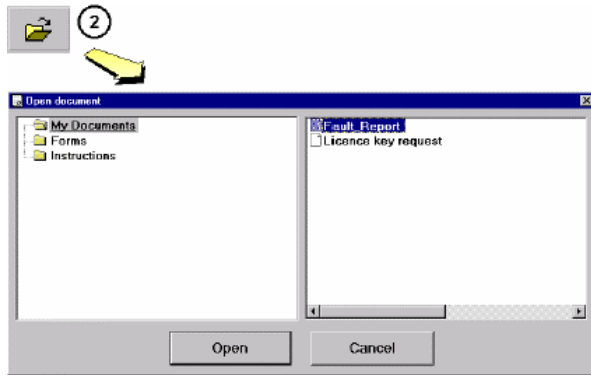 2
Open document
My Documents
Forms
Instructions
Fault_Report
Licence key request
Open
Cancel